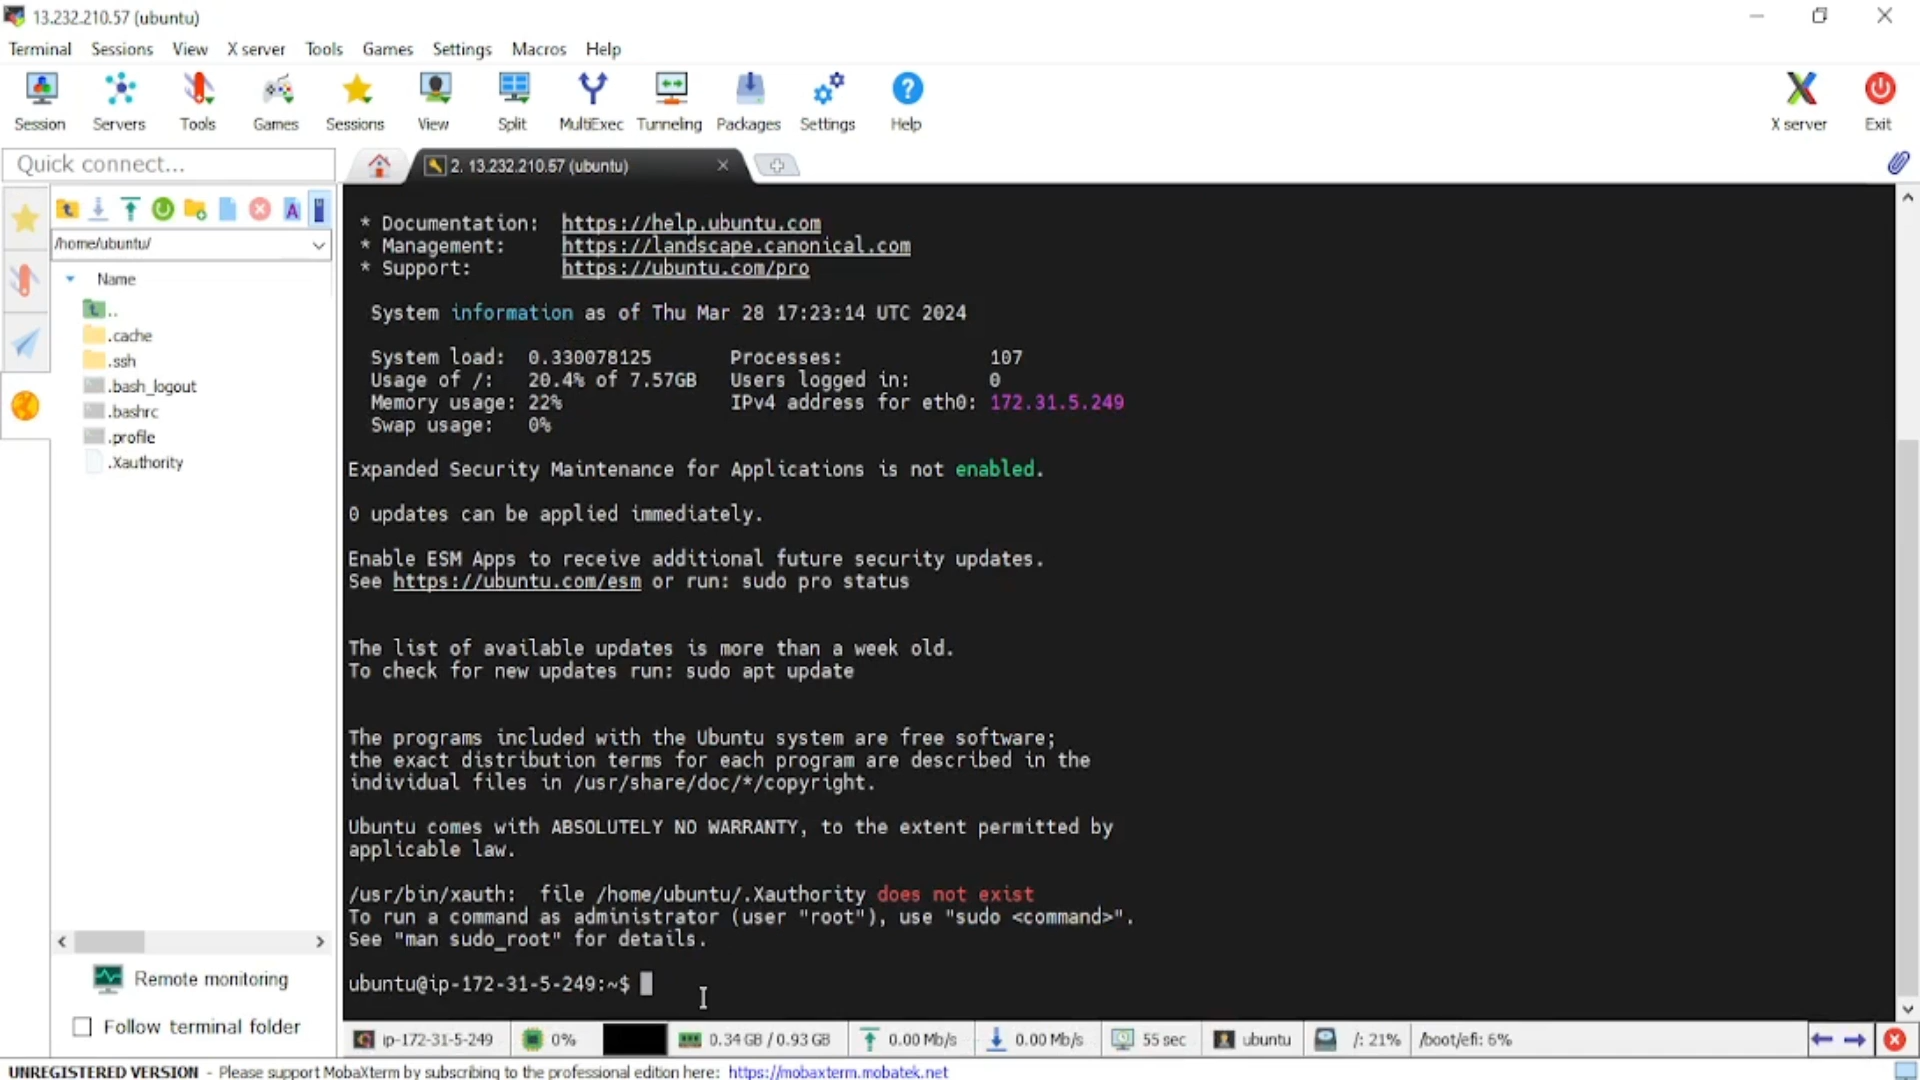 13.232.210.57 (ubuntu)
Terminal Sessions View X server Tools Games Settings Macros Help
Session Servers Tools Games Sessions View Split MultiExec Tunneling Packages Settings Help X server Exit
Quick connect...
2. 13.232.210.57 (ubuntu)
/home/ubuntu/
Name
..
.cache
.ssh
.bash_logout
.bashrc
.profile
.Xauthority
Remote monitoring
Follow terminal folder
* Documentation: https://help.ubuntu.com
* Management: https://landscape.canonical.com
* Support: https://ubuntu.com/pro
System information as of Thu Mar 28 17:23:14 UTC 2024
System load: 0.330078125 Processes: 107
Usage of /: 20.4% of 7.57GB Users logged in: 0
Memory usage: 22% IPv4 address for eth0: 172.31.5.249
Swap usage: 0%
Expanded Security Maintenance for Applications is not enabled.
0 updates can be applied immediately.
Enable ESM Apps to receive additional future security updates.
See https://ubuntu.com/esm or run: sudo pro status
The list of available updates is more than a week old.
To check for new updates run: sudo apt update
The programs included with the Ubuntu system are free software;
the exact distribution terms for each program are described in the
individual files in /usr/share/doc/*/copyright.
Ubuntu comes with ABSOLUTELY NO WARRANTY, to the extent permitted by
applicable law.
/usr/bin/xauth: file /home/ubuntu/.Xauthority does not exist
To run a command as administrator (user "root"), use "sudo <command>".
See "man sudo_root" for details.
ubuntu@ip-172-31-5-249:~$
ip-172-31-5-249 0% 0.34 GB / 0.93 GB 0.00 Mb/s 0.00 Mb/s 55 sec ubuntu /: 21% /boot/efi: 6%
UNREGISTERED VERSION - Please support MobaXterm by subscribing to the professional edition here: https://mobaxterm.mobatek.net